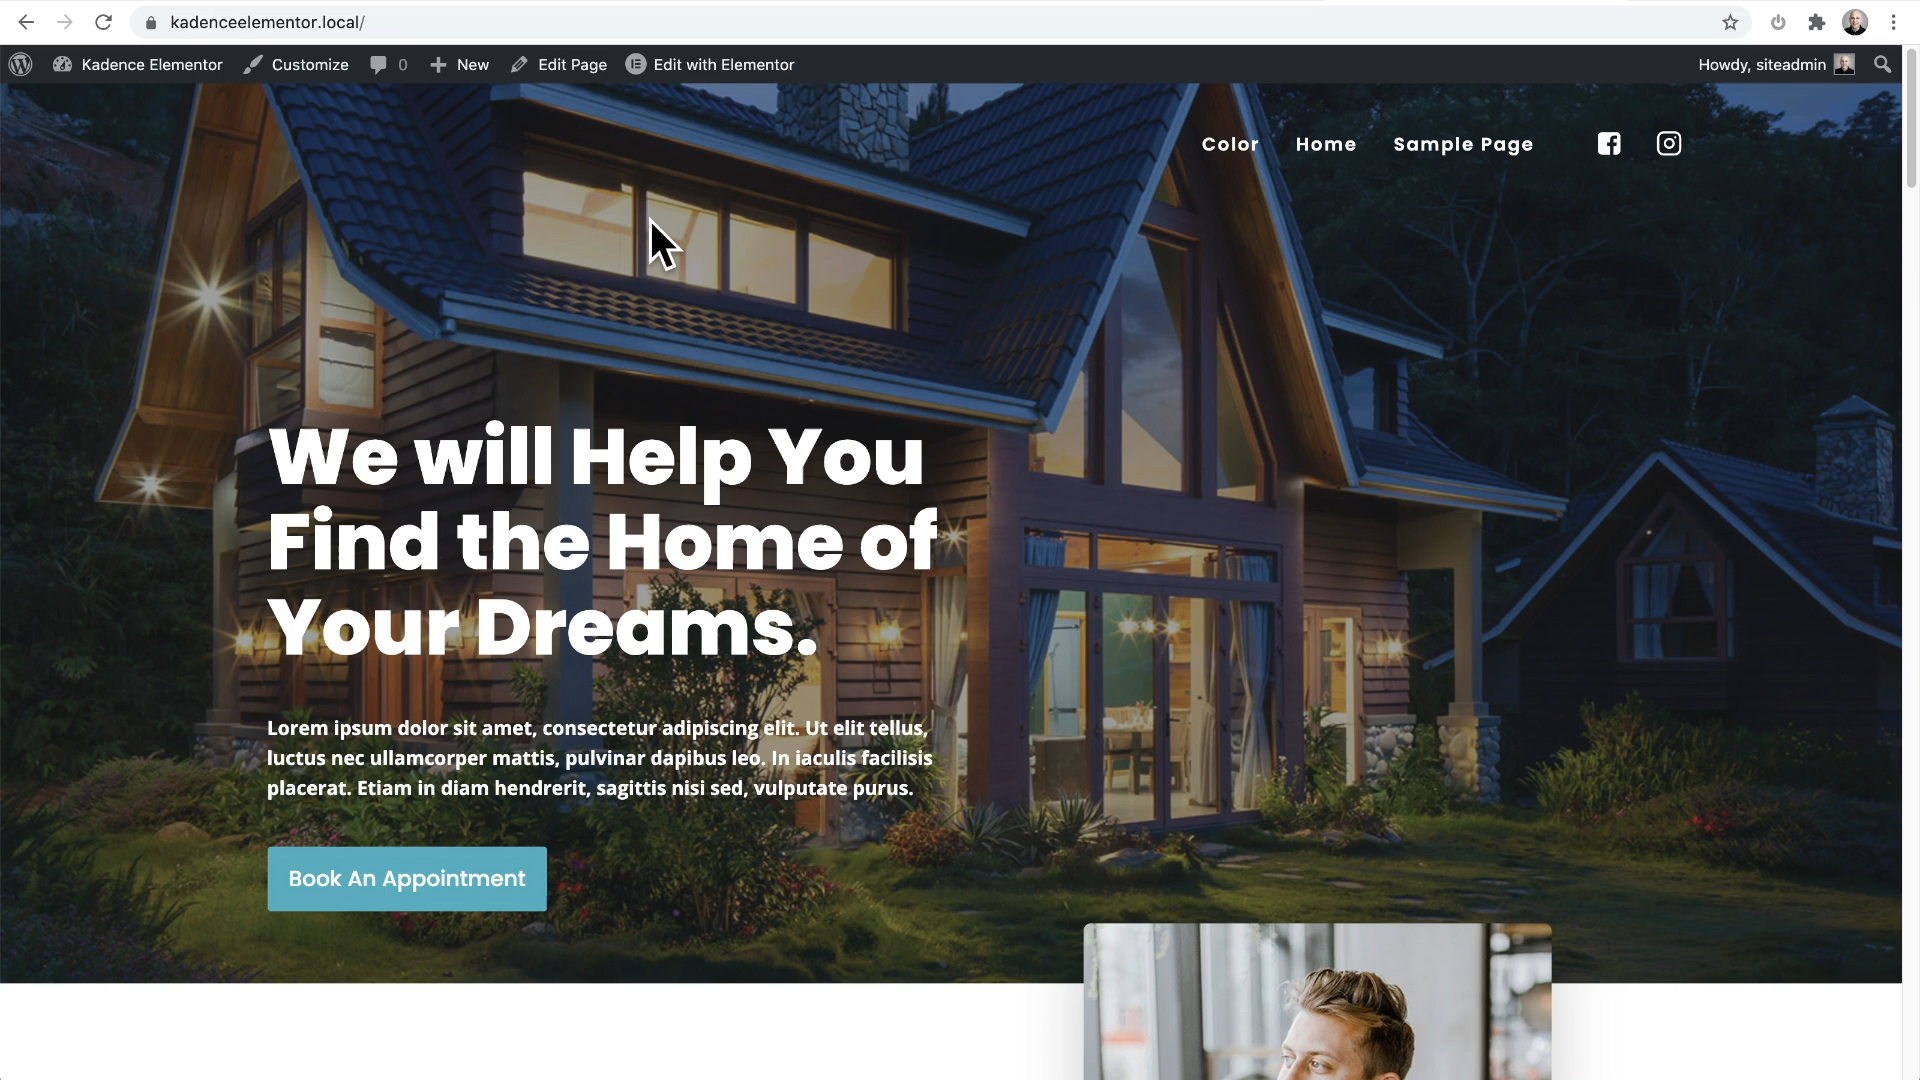 kadenceelementor.local/
Kadence Elementor Customize 0 New Edit Page Edit with Elementor Howdy, siteadmin
Color Home Sample Page
We will Help You
Find the Home of
Your Dreams.
Lorem ipsum dolor sit amet, consectetur adipiscing elit. Ut elit tellus,
luctus nec ullamcorper mattis, pulvinar dapibus leo. In iaculis facilisis
placerat. Etiam in diam hendrerit, sagittis nisi sed, vulputate purus.
Book An Appointment